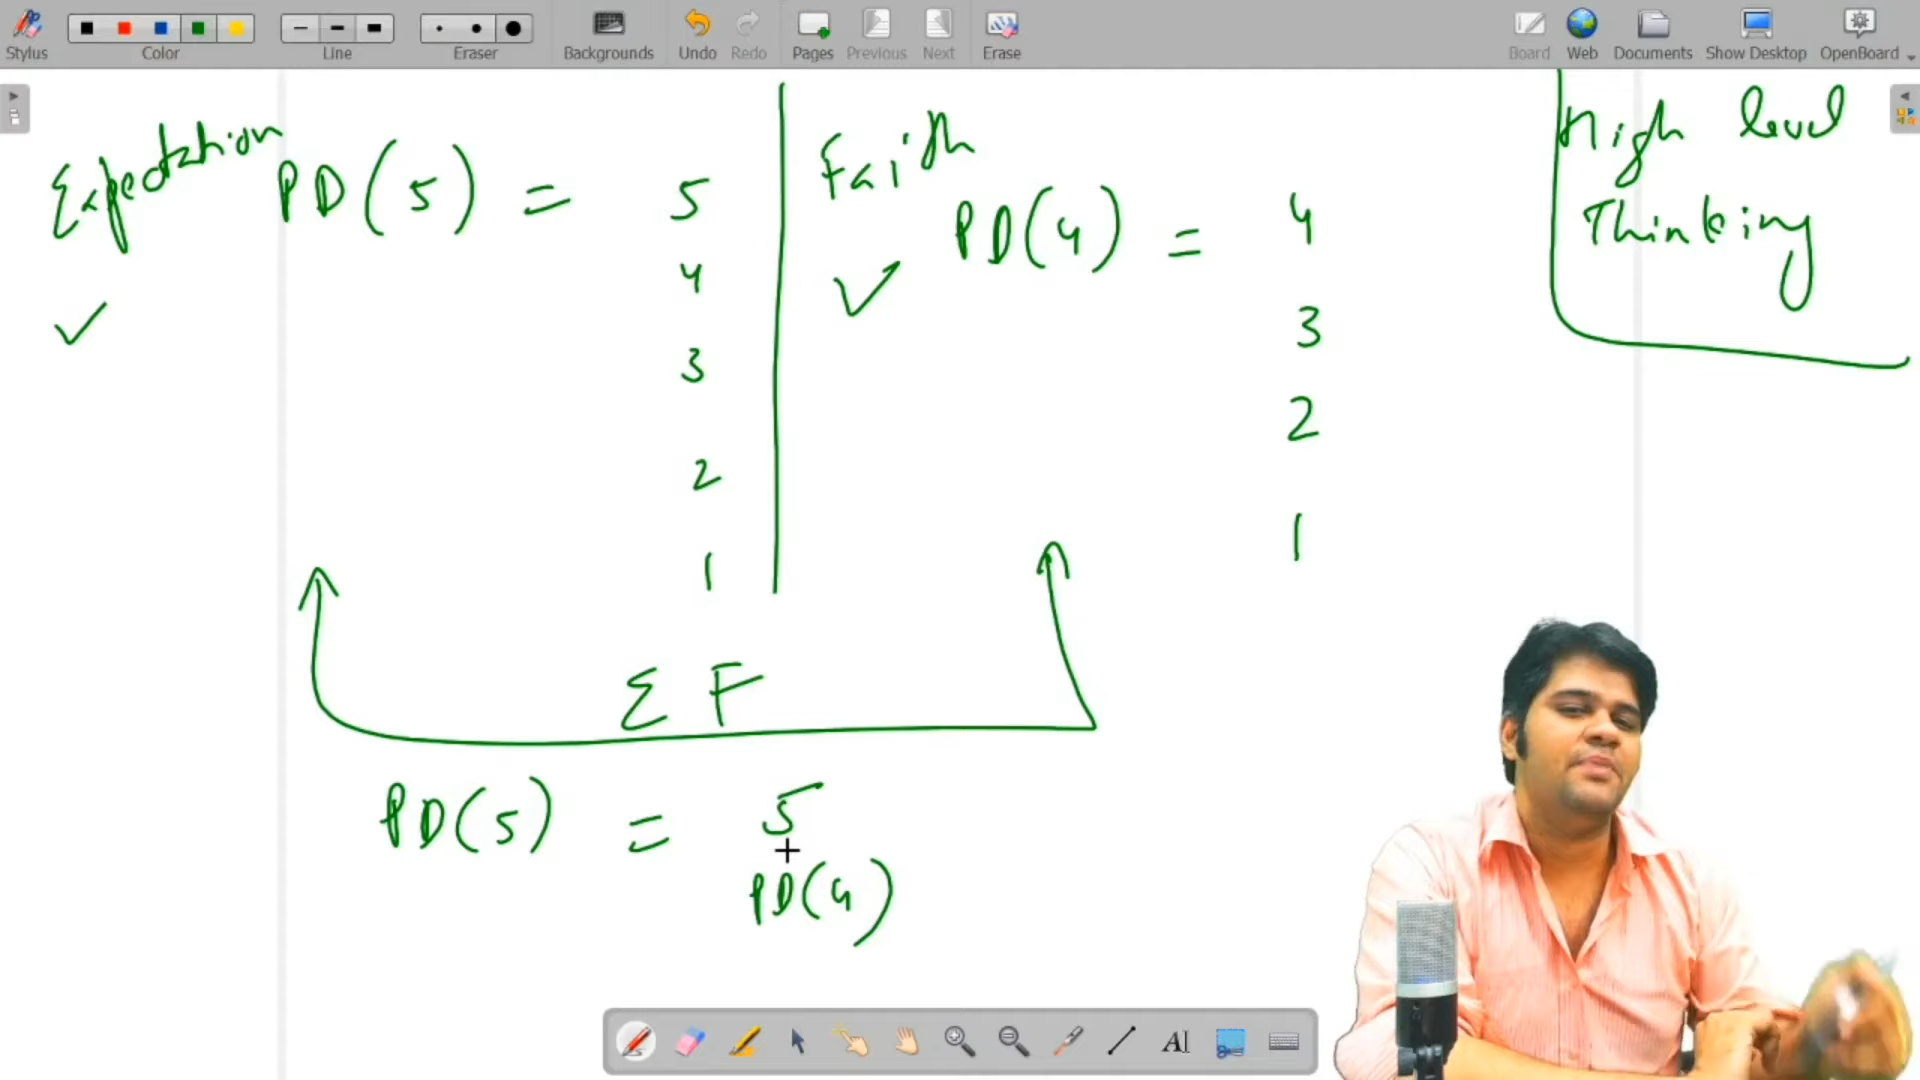 Stylus
Color
Line
Eraser
Backgrounds
Undo
Redo
Pages
Previous
Next
Erase
Board
Web
Documents
Show Desktop
OpenBoard
Expectation
PD(5) = 5
4
3
2
1
Faith
PD(4) = 4
3
2
1
High level
Thinking
E F
PD(5) = 5
PD(4)
AI